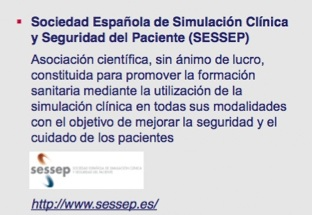 Sociedad Española de Simulación Clínica
y Seguridad del Paciente (SESSEP)
Asociación científica, sin ánimo de lucro,
constituida para promover la formación
sanitaria mediante la utilización de la
simulación clínica en todas sus modalidades
con el objetivo de mejorar la seguridad y el
cuidado de los pacientes
sessep
http://www.sessep.es/